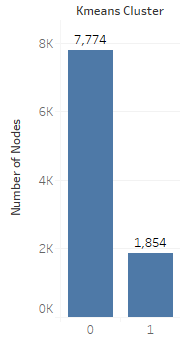 Kmeans Cluster
Number of Nodes
8K
6K
4K
2K
0K
7,774
1,854
0
1